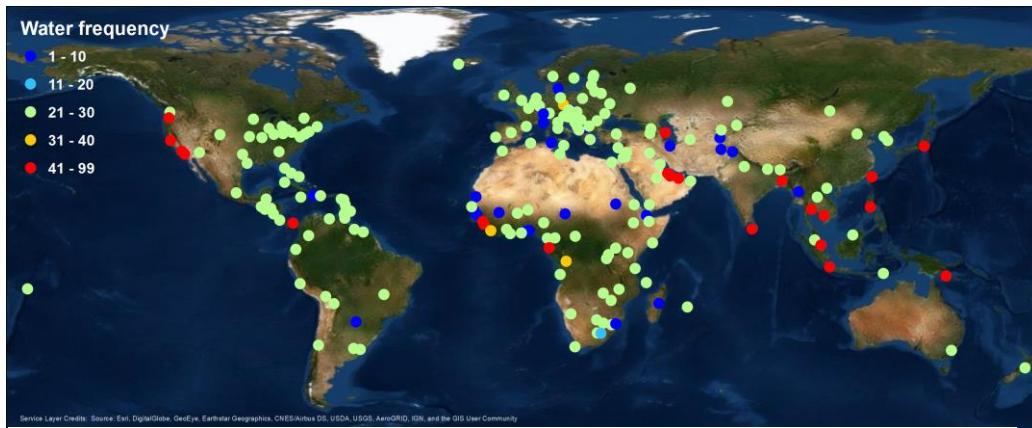 Water frequency
1 - 10
11 - 20
21 - 30
31 - 40
41 - 99
Service Layer Credits: Source: Esri, DigitalGlobe, GeoEye, Earthstar Geographics, CNES/Airbus DS, USDA, USGS, AeroGRID, IGN, and the GIS User Community